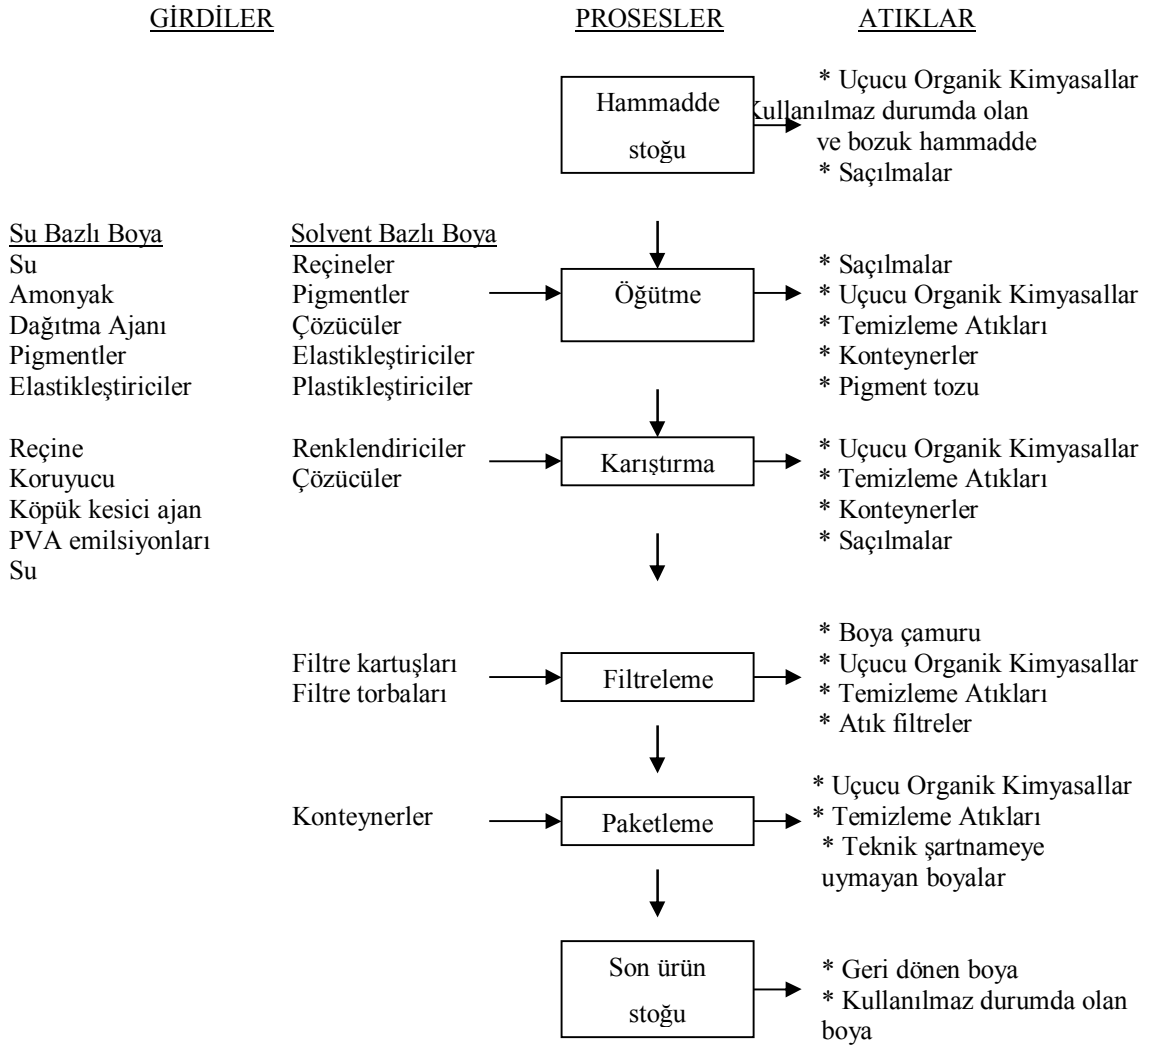 GİRDİLER PROSESLER ATIKLAR
Hammadde
stoğu
* Uçucu Organik Kimyasallar
Kullanılmaz durumda olan
ve bozuk hammadde
* Saçılmalar
Su Bazlı Boya
Su
Amonyak
Dağıtma Ajanı
Pigmentler
Elastikleştiriciler
Solvent Bazlı Boya
Reçineler
Pigmentler
Çözücüler
Elastikleştiriciler
Plastikleştiriciler
Öğütme
* Saçılmalar
* Uçucu Organik Kimyasallar
* Temizleme Atıkları
* Konteynerler
* Pigment tozu
Reçine
Koruyucu
Köpük kesici ajan
PVA emilsiyonları
Su
Renklendiriciler
Çözücüler
Karıştırma
* Uçucu Organik Kimyasallar
* Temizleme Atıkları
* Konteynerler
* Saçılmalar
Filtre kartuşları
Filtre torbaları
Filtreleme
* Boya çamuru
* Uçucu Organik Kimyasallar
* Temizleme Atıkları
* Atık filtreler
Konteynerler
Paketleme
* Uçucu Organik Kimyasallar
* Temizleme Atıkları
* Teknik şartnameye
uymayan boyalar
Son ürün
stoğu
* Geri dönen boya
* Kullanılmaz durumda olan
boya